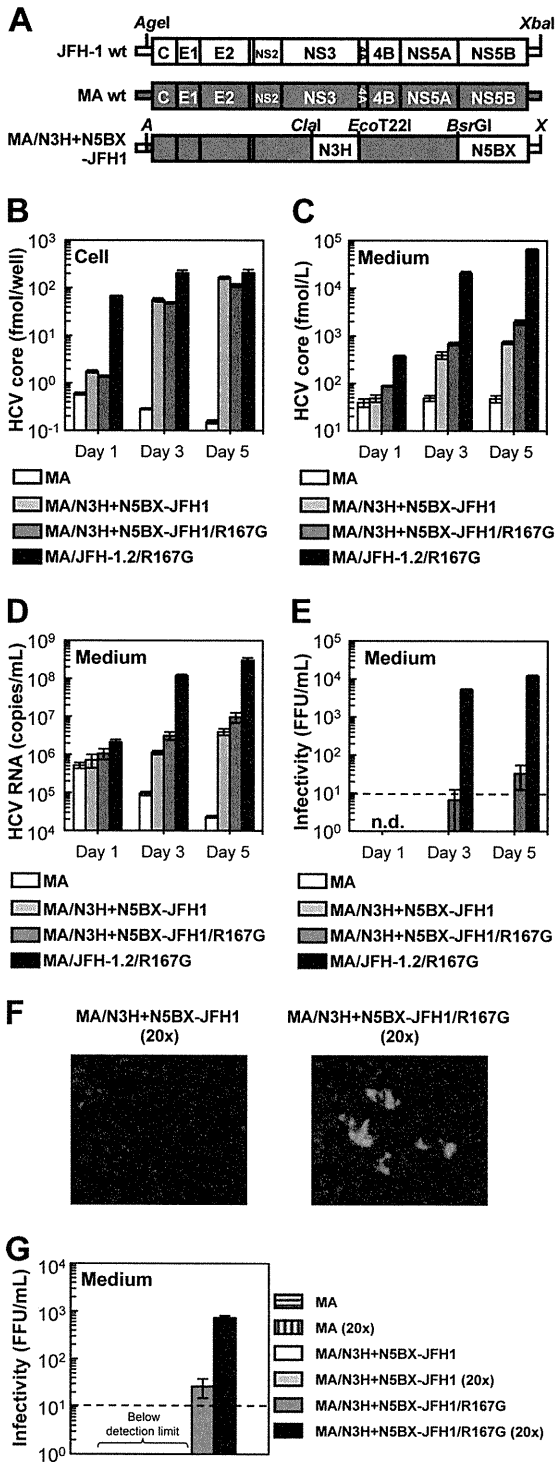 A
AgeI XbaI
JFH-1 wt C E1 E2 NS2 NS3 4A 4B NS5A NS5B
MA wt C E1 E2 NS2 NS3 4A 4B NS5A NS5B
A ClaI EcoT22I BsrGI X
MA/N3H+N5BX
-JFH1
N3H N5BX
B
Cell
HCV core (fmol/well)
10³
10²
10¹
10⁰
10⁻¹
Day 1 Day 3 Day 5
MA
MA/N3H+N5BX-JFH1
MA/N3H+N5BX-JFH1/R167G
MA/JFH-1.2/R167G
C
Medium
HCV core (fmol/L)
10⁵
10⁴
10³
10²
10¹
Day 1 Day 3 Day 5
MA
MA/N3H+N5BX-JFH1
MA/N3H+N5BX-JFH1/R167G
MA/JFH-1.2/R167G
D
Medium
HCV RNA (copies/mL)
10⁹
10⁸
10⁷
10⁶
10⁵
10⁴
Day 1 Day 3 Day 5
MA
MA/N3H+N5BX-JFH1
MA/N3H+N5BX-JFH1/R167G
MA/JFH-1.2/R167G
E
Medium
Infectivity (FFU/mL)
10⁵
10⁴
10³
10²
10¹
10⁰
n.d.
Day 1 Day 3 Day 5
MA
MA/N3H+N5BX-JFH1
MA/N3H+N5BX-JFH1/R167G
MA/JFH-1.2/R167G
F
MA/N3H+N5BX-JFH1
(20x)
MA/N3H+N5BX-JFH1/R167G
(20x)
G
Medium
Infectivity (FFU/mL)
10⁴
10³
10²
10¹
10⁰
Below
detection limit
MA
MA (20x)
MA/N3H+N5BX-JFH1
MA/N3H+N5BX-JFH1 (20x)
MA/N3H+N5BX-JFH1/R167G
MA/N3H+N5BX-JFH1/R167G (20x)